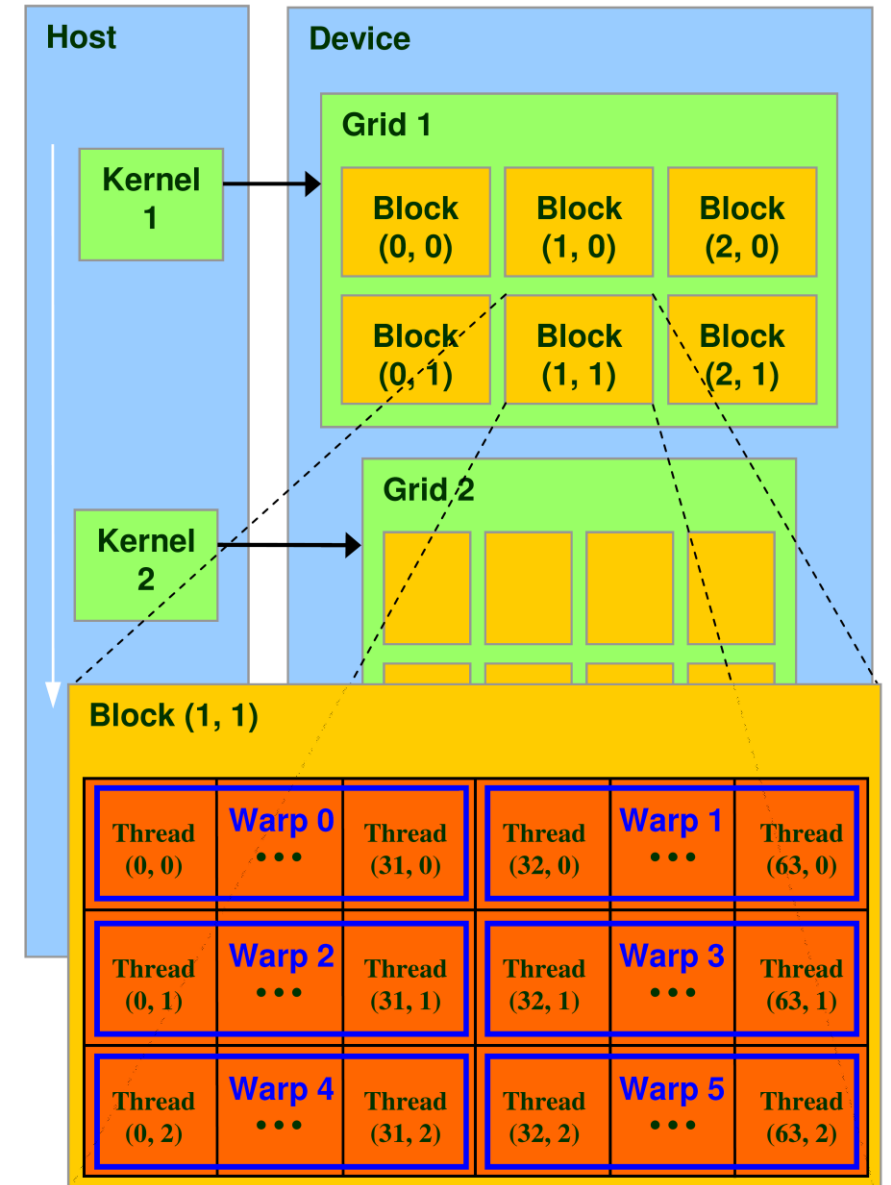 Host
Device
Grid 1
Kernel
1
Block
(0, 0)
Block
(1, 0)
Block
(2, 0)
Block
(0, 1)
Block
(1, 1)
Block
(2, 1)
Grid 2
Kernel
2
Block (1, 1)
Thread
(0, 0)
Warp 0
•••
Thread
(31, 0)
Thread
(32, 0)
Warp 1
•••
Thread
(63, 0)
Thread
(0, 1)
Warp 2
•••
Thread
(31, 1)
Thread
(32, 1)
Warp 3
•••
Thread
(63, 1)
Thread
(0, 2)
Warp 4
•••
Thread
(31, 2)
Thread
(32, 2)
Warp 5
•••
Thread
(63, 2)